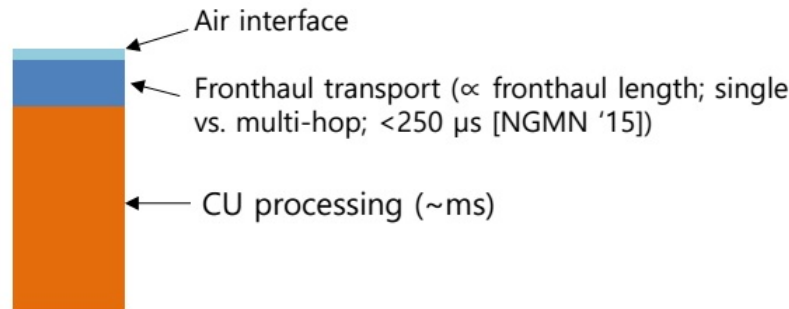 Air interface
Fronthaul transport (∝ fronthaul length; single
vs. multi-hop; <250 μs [NGMN ‘15])
CU processing (~ms)